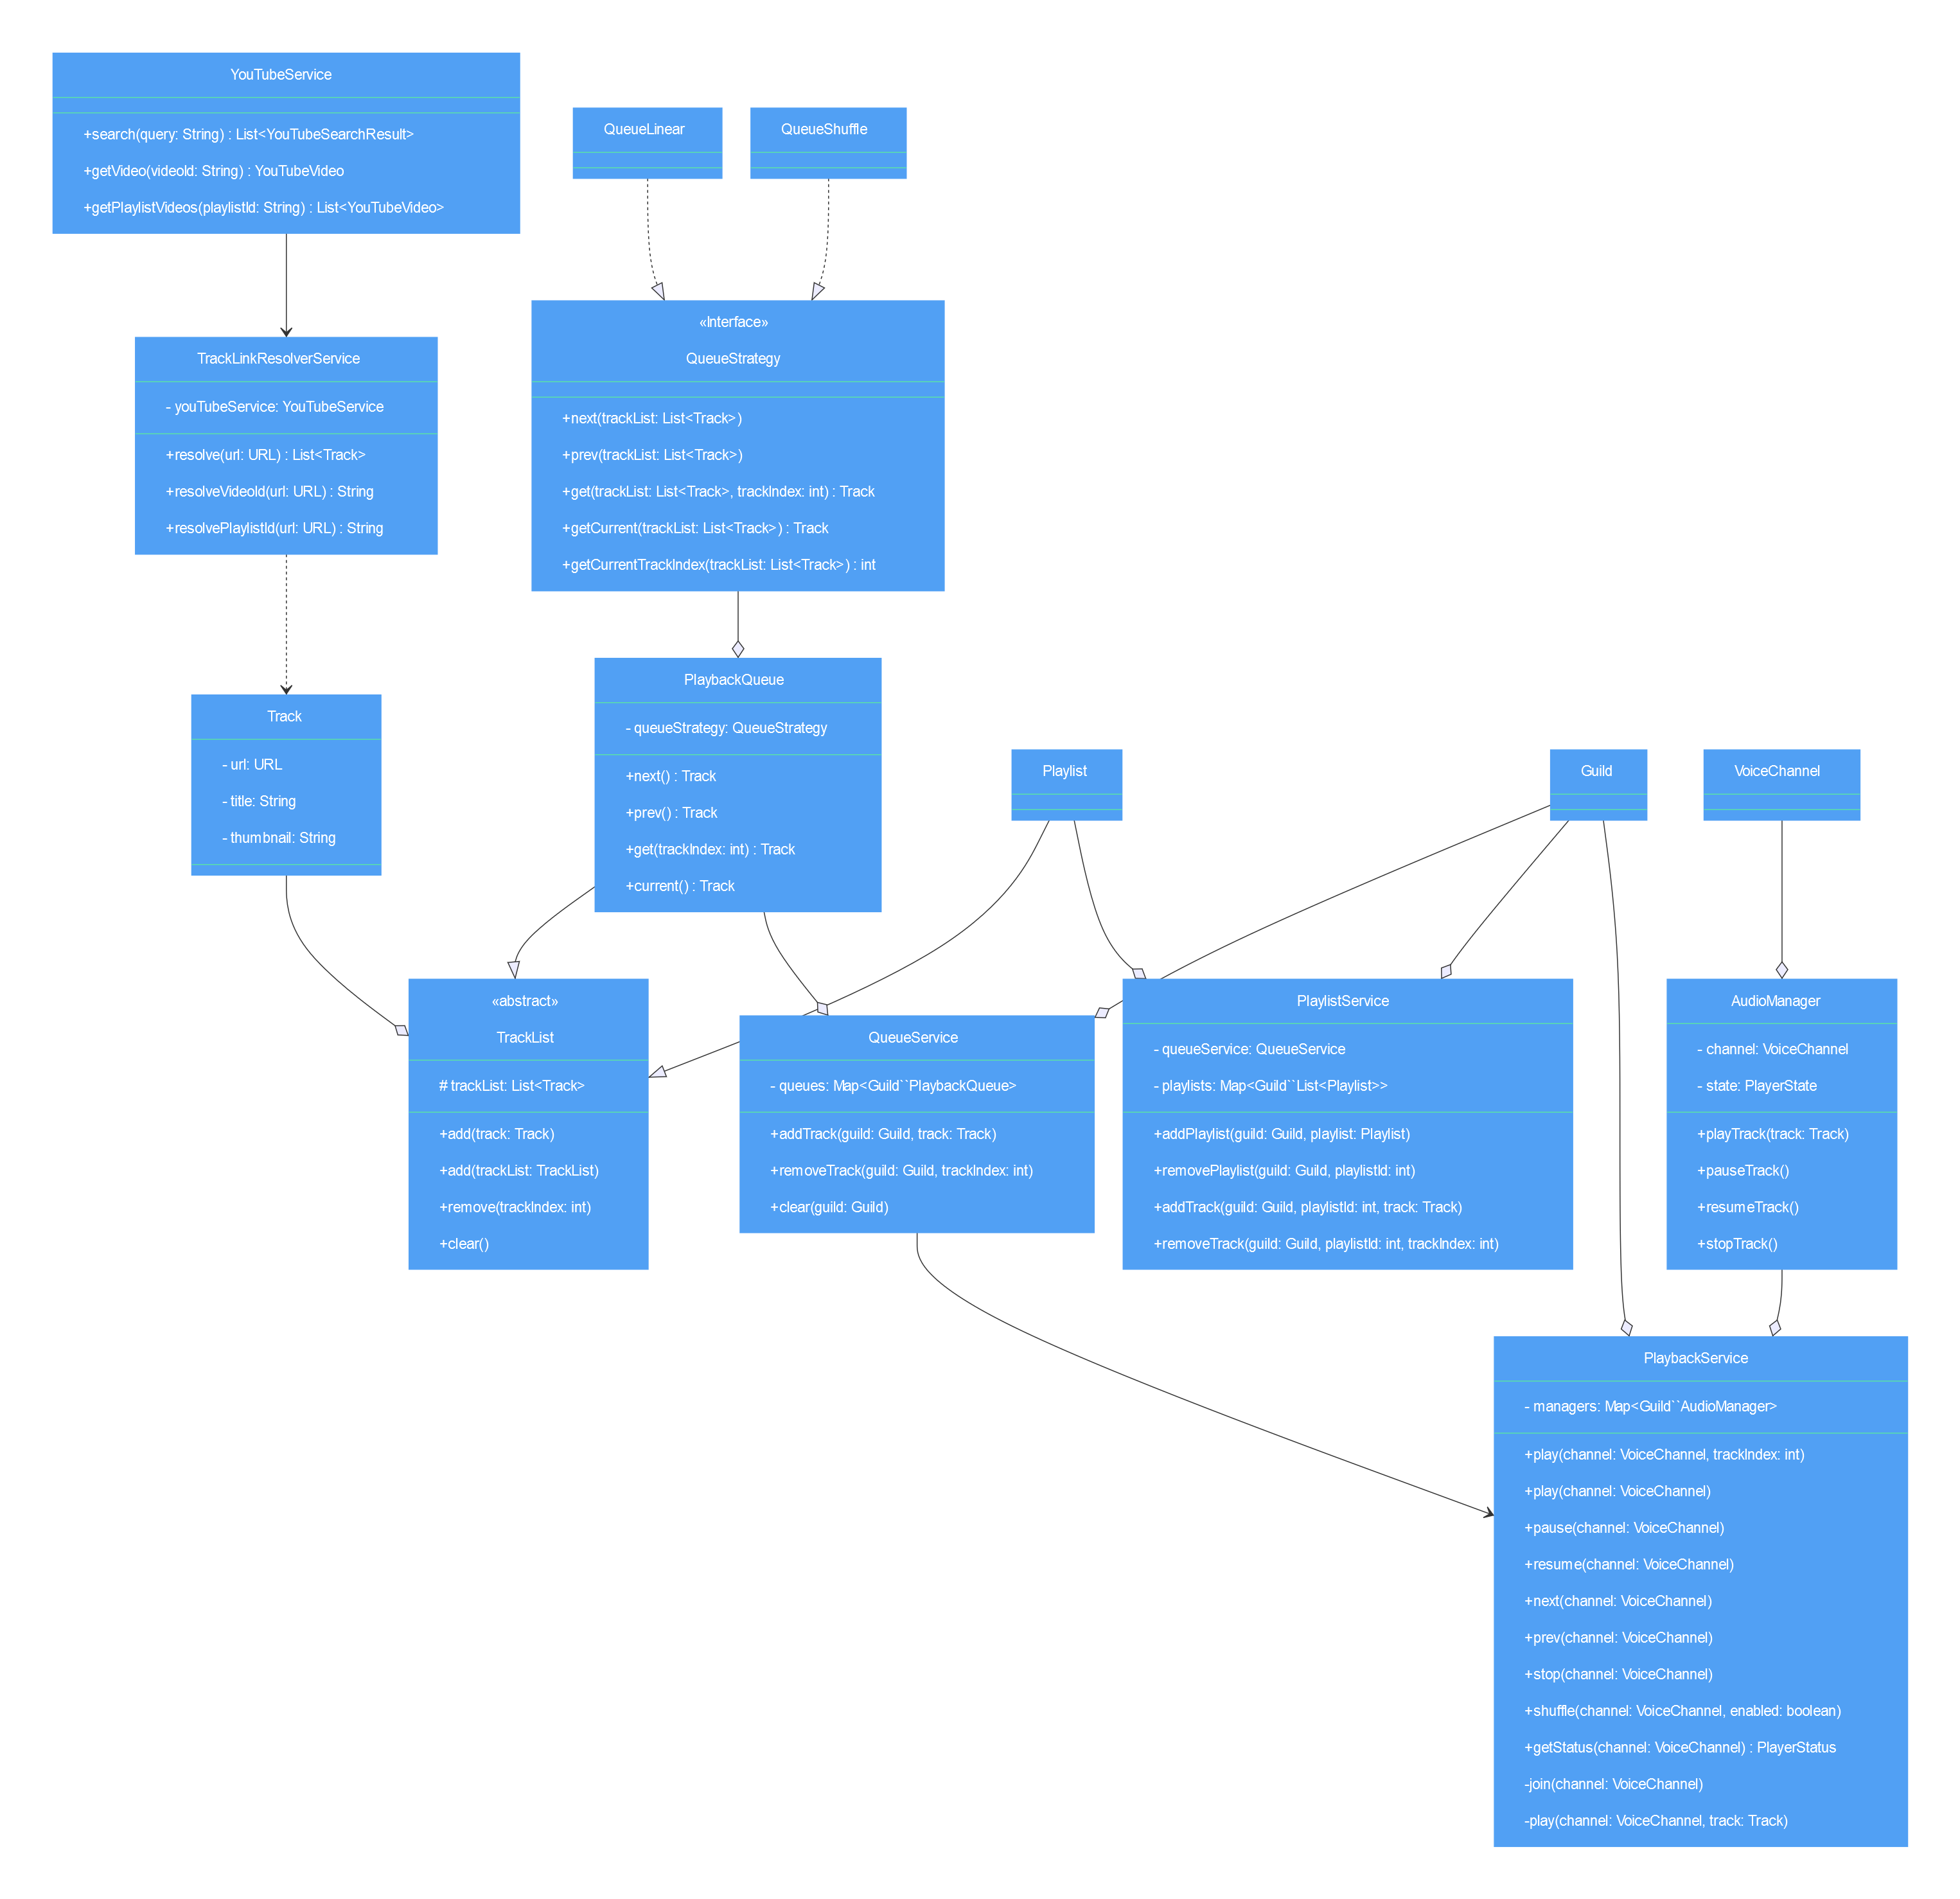 YouTubeService
+search(query: String) : List<YouTubeSearchResult>
+getVideo(videoId: String) : YouTubeVideo
+getPlaylistVideos(playlistId: String) : List<YouTubeVideo>
QueueLinear
QueueShuffle
«Interface»
QueueStrategy
+next(trackList: List<Track>)
+prev(trackList: List<Track>)
+get(trackList: List<Track>, trackIndex: int) : Track
+getCurrent(trackList: List<Track>) : Track
+getCurrentTrackIndex(trackList: List<Track>) : int
TrackLinkResolverService
- youTubeService: YouTubeService
+resolve(url: URL) : List<Track>
+resolveVideoId(url: URL) : String
+resolvePlaylistId(url: URL) : String
Track
- url: URL
- title: String
- thumbnail: String
PlaybackQueue
- queueStrategy: QueueStrategy
+next() : Track
+prev() : Track
+get(trackIndex: int) : Track
+current() : Track
Playlist
Guild
VoiceChannel
«abstract»
TrackList
# trackList: List<Track>
+add(track: Track)
+add(trackList: TrackList)
+remove(trackIndex: int)
+clear()
QueueService
- queues: Map<Guild``PlaybackQueue>
+addTrack(guild: Guild, track: Track)
+removeTrack(guild: Guild, trackIndex: int)
+clear(guild: Guild)
PlaylistService
- queueService: QueueService
- playlists: Map<Guild``List<Playlist>>
+addPlaylist(guild: Guild, playlist: Playlist)
+removePlaylist(guild: Guild, playlistId: int)
+addTrack(guild: Guild, playlistId: int, track: Track)
+removeTrack(guild: Guild, playlistId: int, trackIndex: int)
AudioManager
- channel: VoiceChannel
- state: PlayerState
+playTrack(track: Track)
+pauseTrack()
+resumeTrack()
+stopTrack()
PlaybackService
- managers: Map<Guild``AudioManager>
+play(channel: VoiceChannel, trackIndex: int)
+play(channel: VoiceChannel)
+pause(channel: VoiceChannel)
+resume(channel: VoiceChannel)
+next(channel: VoiceChannel)
+prev(channel: VoiceChannel)
+stop(channel: VoiceChannel)
+shuffle(channel: VoiceChannel, enabled: boolean)
+getStatus(channel: VoiceChannel) : PlayerStatus
-join(channel: VoiceChannel)
-play(channel: VoiceChannel, track: Track)